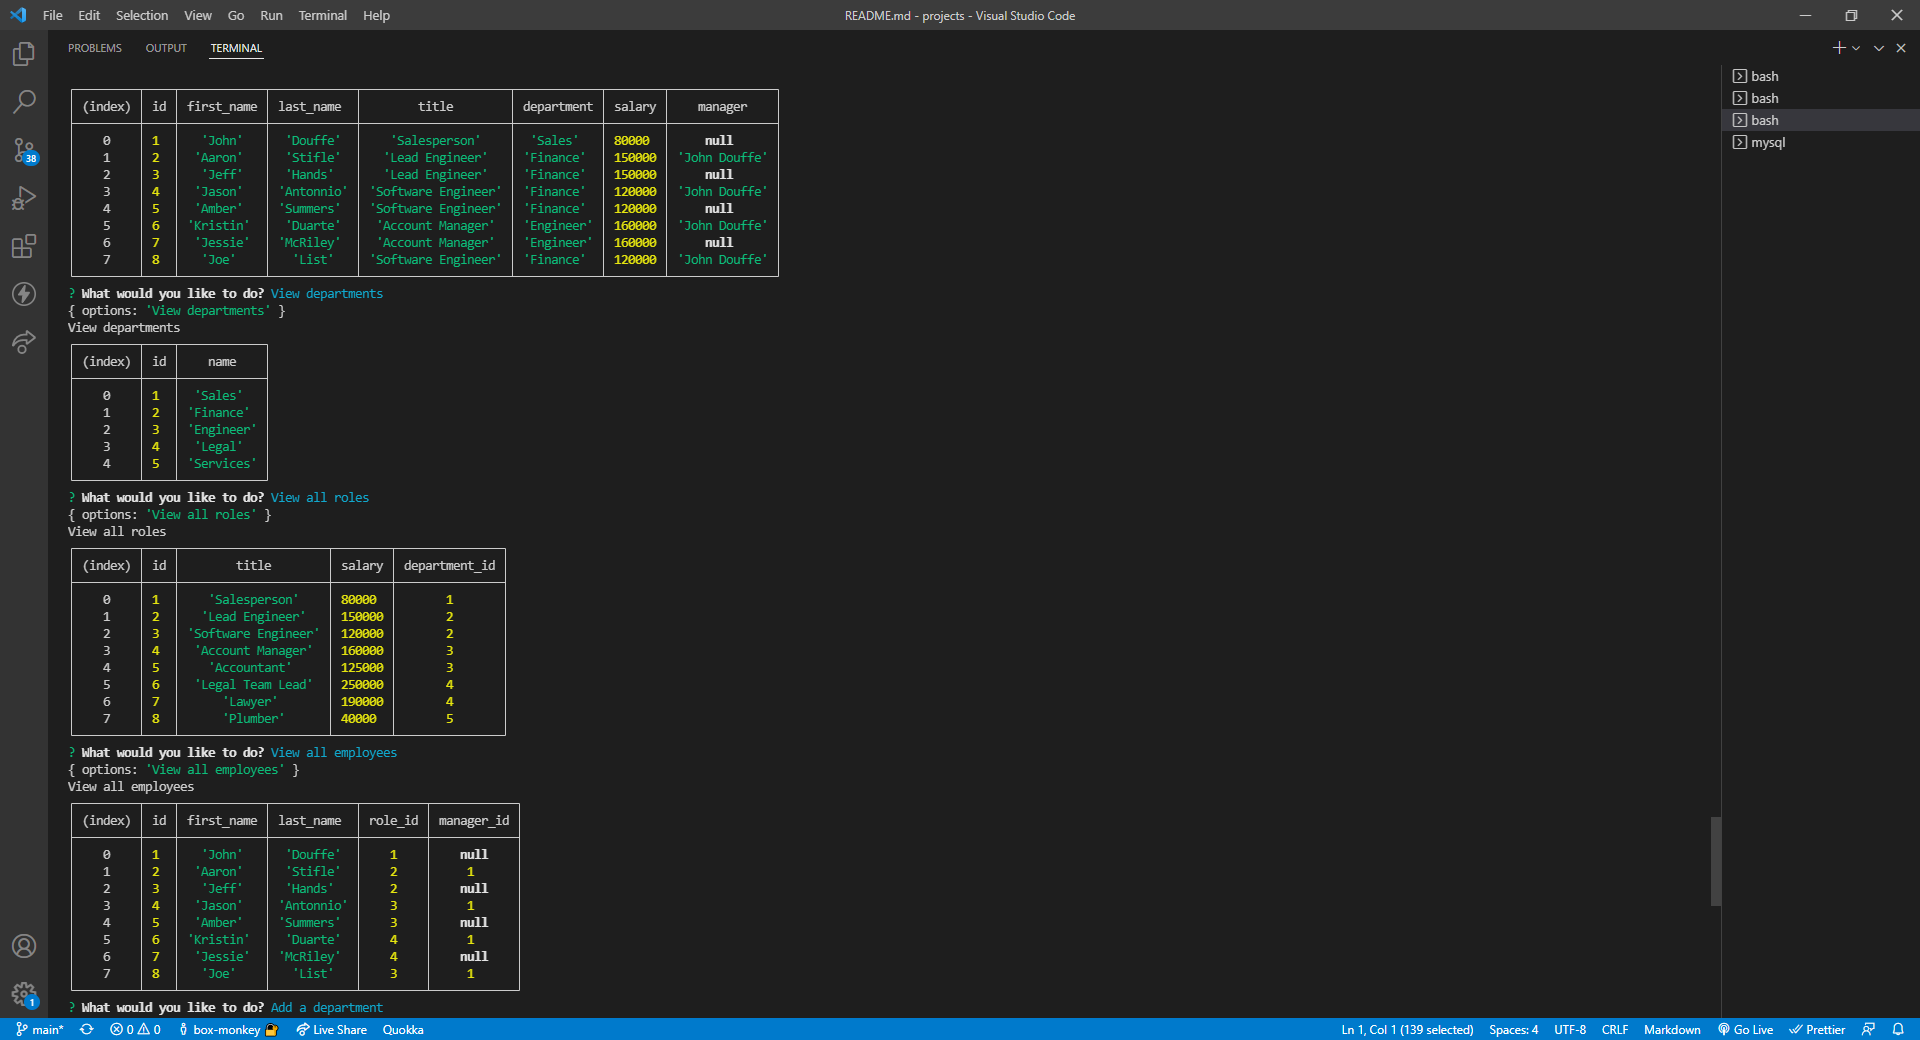 File Edit Selection View Go Run Terminal Help README.md - projects - Visual Studio Code
PROBLEMS OUTPUT TERMINAL
bash
bash
bash
mysql
38
(index) id first_name last_name title department salary manager
0 1 'John' 'Douffe' 'Salesperson' 'Sales' 80000 null
1 2 'Aaron' 'Stifle' 'Lead Engineer' 'Finance' 150000 'John Douffe'
2 3 'Jeff' 'Hands' 'Lead Engineer' 'Finance' 150000 null
3 4 'Jason' 'Antonnio' 'Software Engineer' 'Finance' 120000 'John Douffe'
4 5 'Amber' 'Summers' 'Software Engineer' 'Finance' 120000 null
5 6 'Kristin' 'Duarte' 'Account Manager' 'Engineer' 160000 'John Douffe'
6 7 'Jessie' 'McRiley' 'Account Manager' 'Engineer' 160000 null
7 8 'Joe' 'List' 'Software Engineer' 'Finance' 120000 'John Douffe'
? What would you like to do? View departments
{ options: 'View departments' }
View departments
(index) id name
0 1 'Sales'
1 2 'Finance'
2 3 'Engineer'
3 4 'Legal'
4 5 'Services'
? What would you like to do? View all roles
{ options: 'View all roles' }
View all roles
(index) id title salary department_id
0 1 'Salesperson' 80000 1
1 2 'Lead Engineer' 150000 2
2 3 'Software Engineer' 120000 2
3 4 'Account Manager' 160000 3
4 5 'Accountant' 125000 3
5 6 'Legal Team Lead' 250000 4
6 7 'Lawyer' 190000 4
7 8 'Plumber' 40000 5
? What would you like to do? View all employees
{ options: 'View all employees' }
View all employees
(index) id first_name last_name role_id manager_id
0 1 'John' 'Douffe' 1 null
1 2 'Aaron' 'Stifle' 2 1
2 3 'Jeff' 'Hands' 2 null
3 4 'Jason' 'Antonnio' 3 1
4 5 'Amber' 'Summers' 3 null
5 6 'Kristin' 'Duarte' 4 1
6 7 'Jessie' 'McRiley' 4 null
7 8 'Joe' 'List' 3 1
? What would you like to do? Add a department
1
main* 0 0 box-monkey Live Share Quokka Ln 1, Col 1 (139 selected) Spaces: 4 UTF-8 CRLF Markdown Go Live Prettier